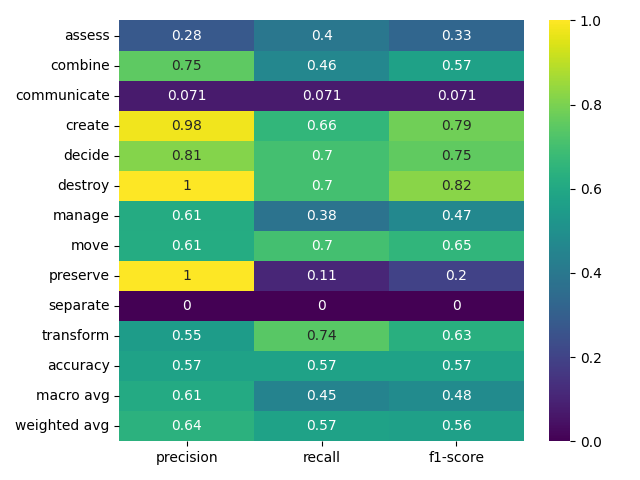 assess 0.28 0.4 0.33
combine 0.75 0.46 0.57
communicate 0.071 0.071 0.071
create 0.98 0.66 0.79
decide 0.81 0.7 0.75
destroy 1 0.7 0.82
manage 0.61 0.38 0.47
move 0.61 0.7 0.65
preserve 1 0.11 0.2
separate 0 0 0
transform 0.55 0.74 0.63
accuracy 0.57 0.57 0.57
macro avg 0.61 0.45 0.48
weighted avg 0.64 0.57 0.56
precision recall f1-score
1.0
0.8
0.6
0.4
0.2
0.0